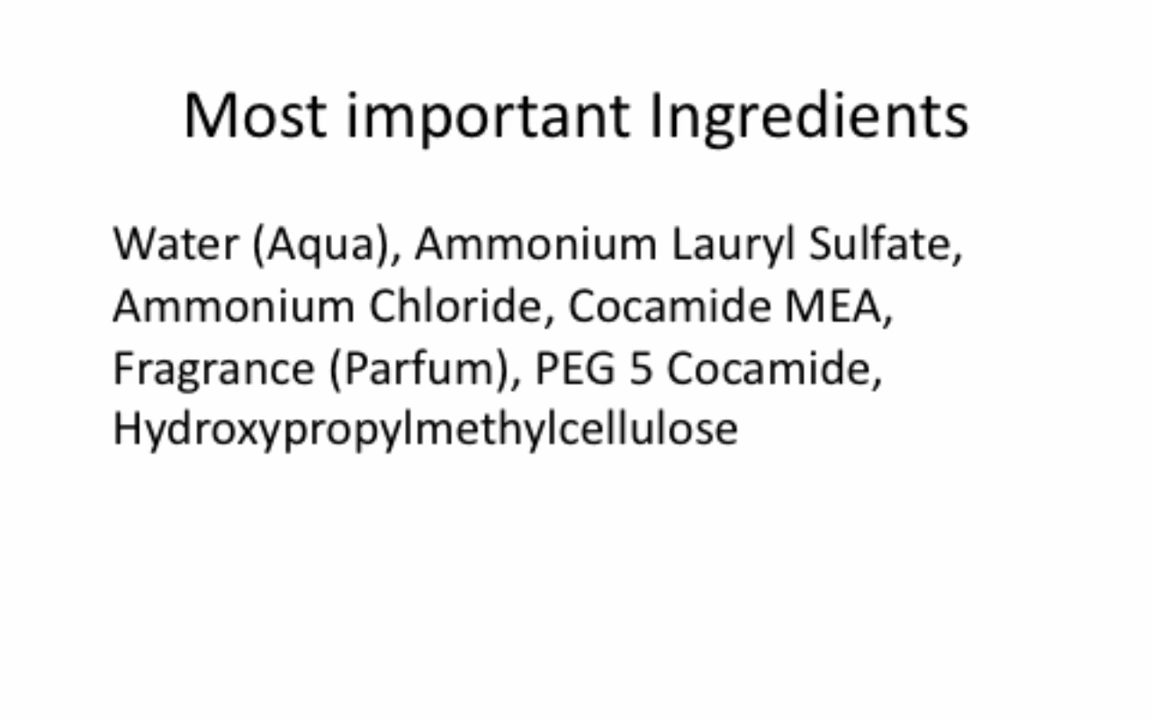 Most important Ingredients
Water (Aqua), Ammonium Lauryl Sulfate,
Ammonium Chloride, Cocamide MEA,
Fragrance (Parfum), PEG 5 Cocamide,
Hydroxypropylmethylcellulose